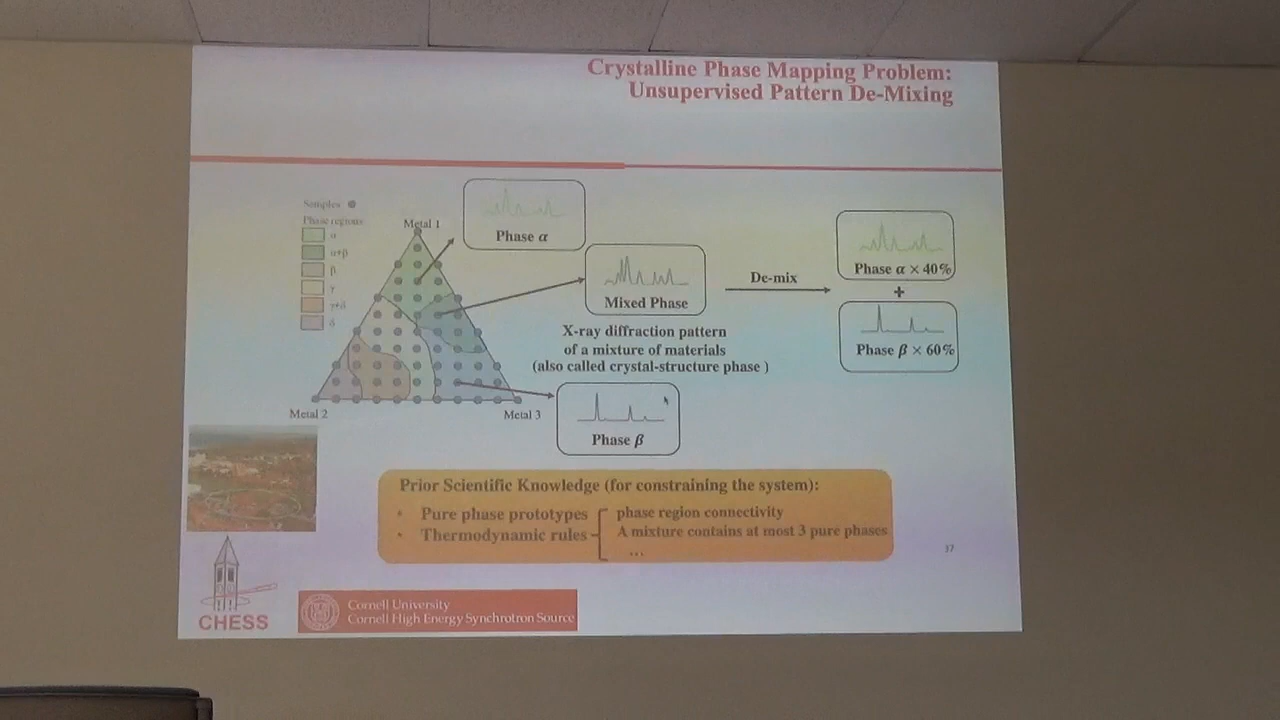 Crystalline Phase Mapping Problem:
Unsupervised Pattern De-Mixing
Samples
Phase regions
α
α+β
β
γ
γ+δ
δ
Metal 1
Metal 2
Metal 3
Phase α
Mixed Phase
X-ray diffraction pattern
of a mixture of materials
(also called crystal-structure phase )
Phase β
De-mix
Phase α × 40%
+
Phase β × 60%
Prior Scientific Knowledge (for constraining the system):
• Pure phase prototypes
• Thermodynamic rules
phase region connectivity
A mixture contains at most 3 pure phases
...
37
CHESS
Cornell University
Cornell High Energy Synchrotron Source